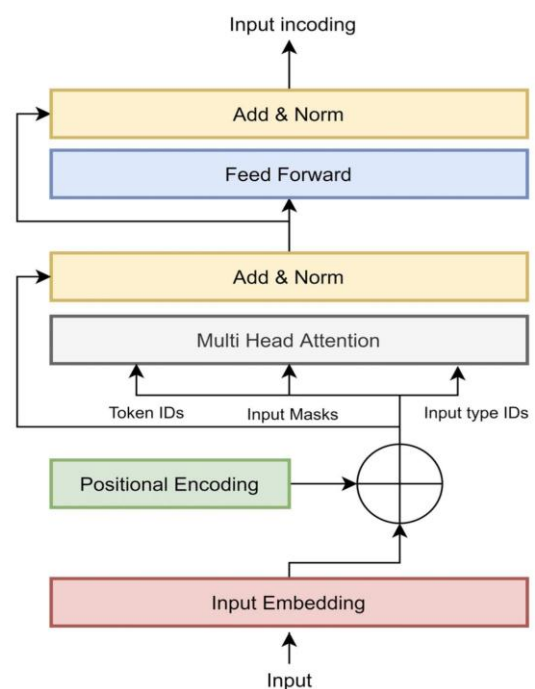 Input incoding
Add & Norm
Feed Forward
Add & Norm
Multi Head Attention
Token IDs
Input Masks
Input type IDs
Positional Encoding
Input Embedding
Input